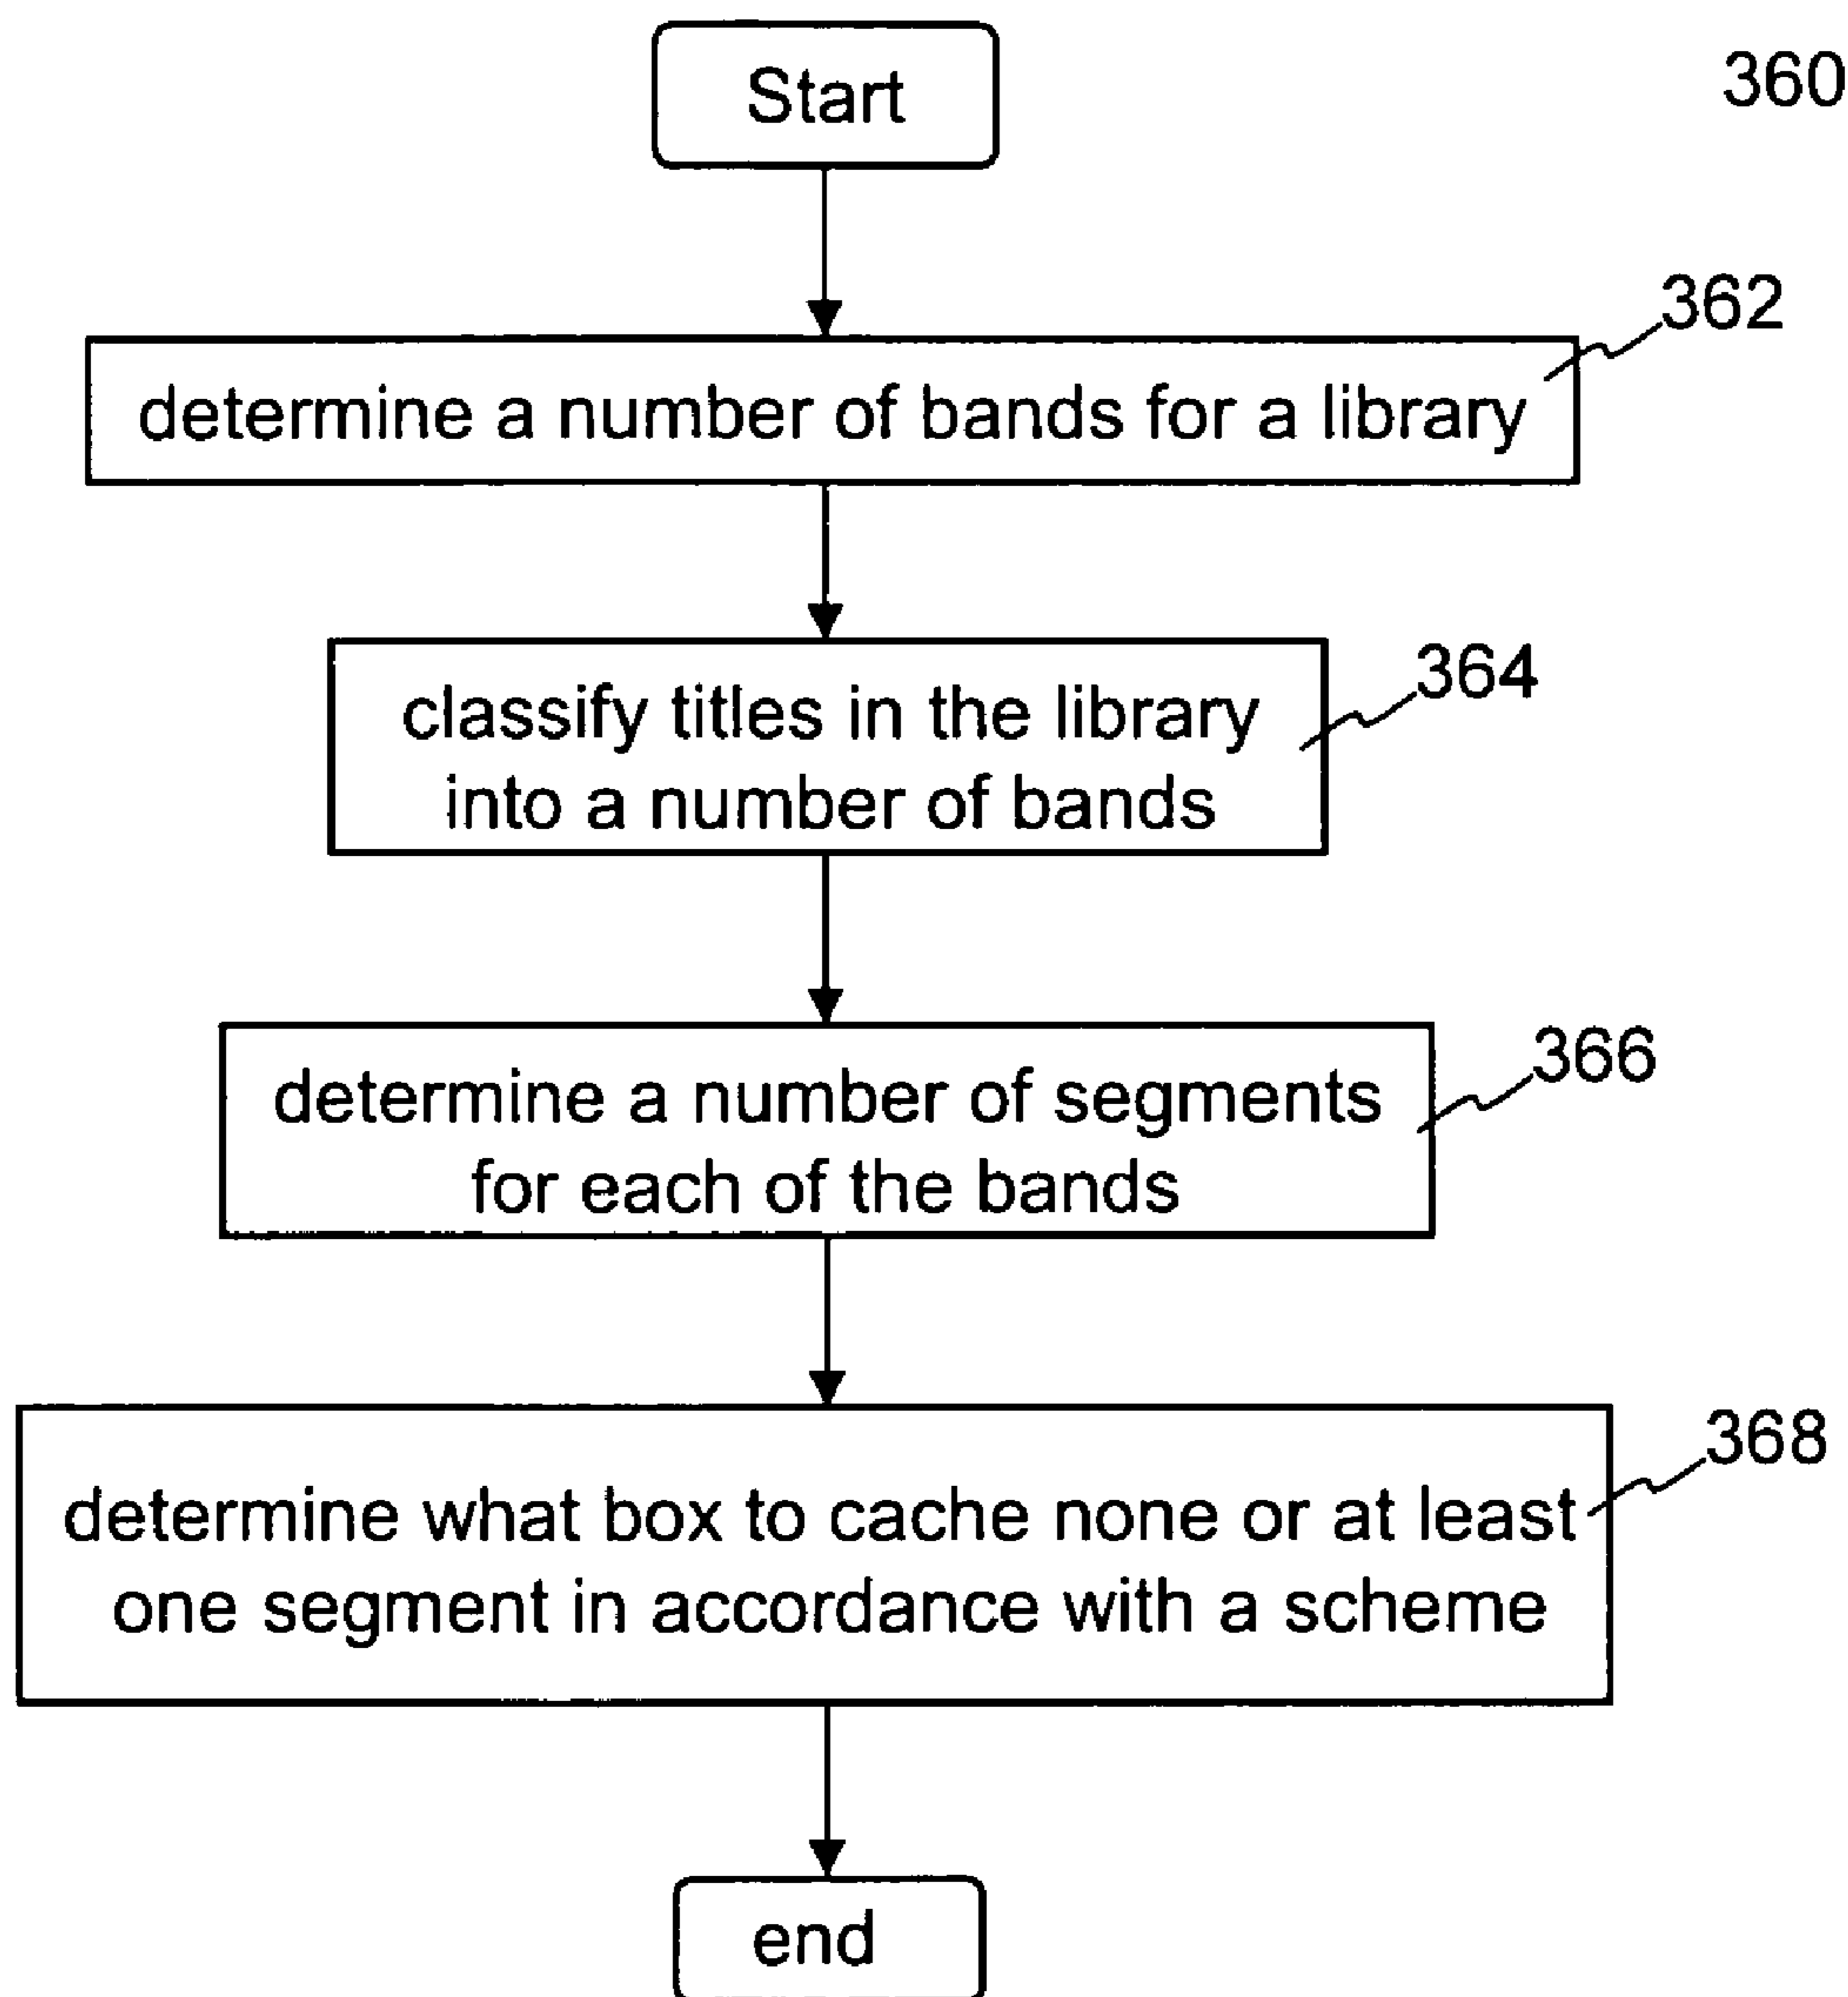 Start
360
362
determine a number of bands for a library
364
classify titles in the library
into a number of bands
366
determine a number of segments
for each of the bands
368
determine what box to cache none or at least
one segment in accordance with a scheme
end